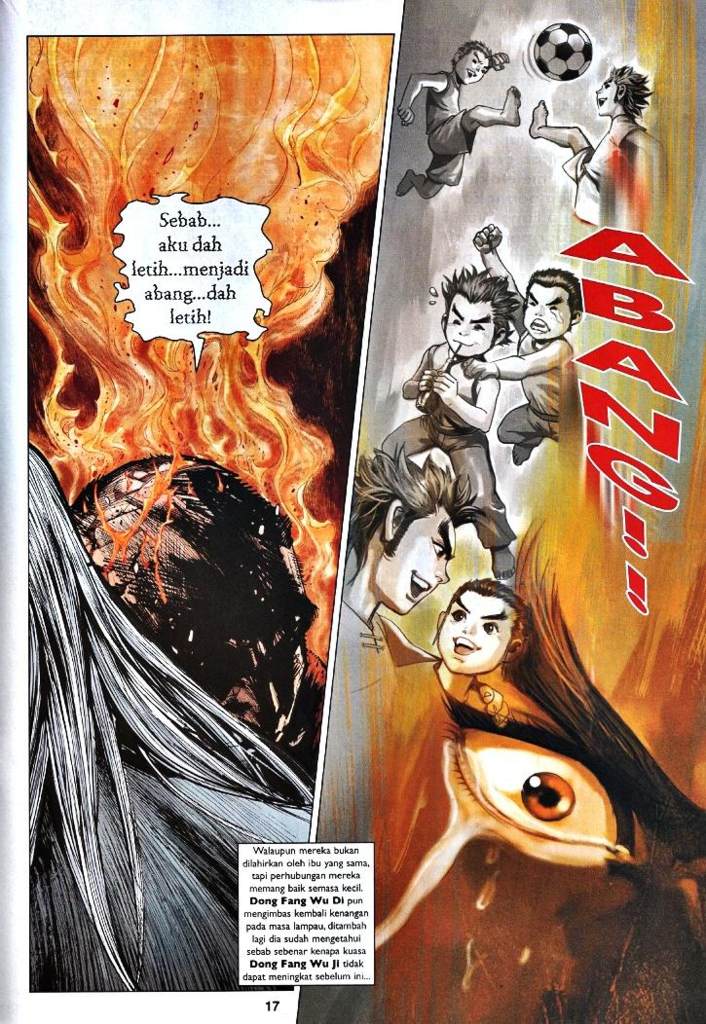 Sebab...
aku dah
letih...menjadi
abang...dah
letih!
ABANG!!
Walaupun mereka bukan
dilahirkan oleh ibu yang sama,
tapi perhubungan mereka
memang baik semasa kecil.
Dong Fang Wu Di pun
mengimbas kembali kenangan
pada masa lampau, ditambah
lagi dia sudah mengetahui
sebab sebenar kenapa kuasa
Dong Fang Wu Ji tidak
dapat meningkat sebelum ini...
17